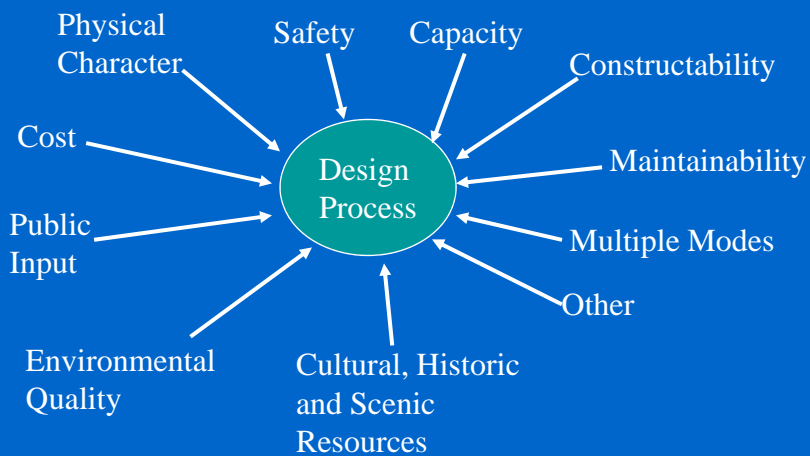 Physical
Character
Safety
Capacity
Constructability
Cost
Design
Process
Maintainability
Public
Input
Multiple Modes
Other
Environmental
Quality
Cultural, Historic
and Scenic
Resources